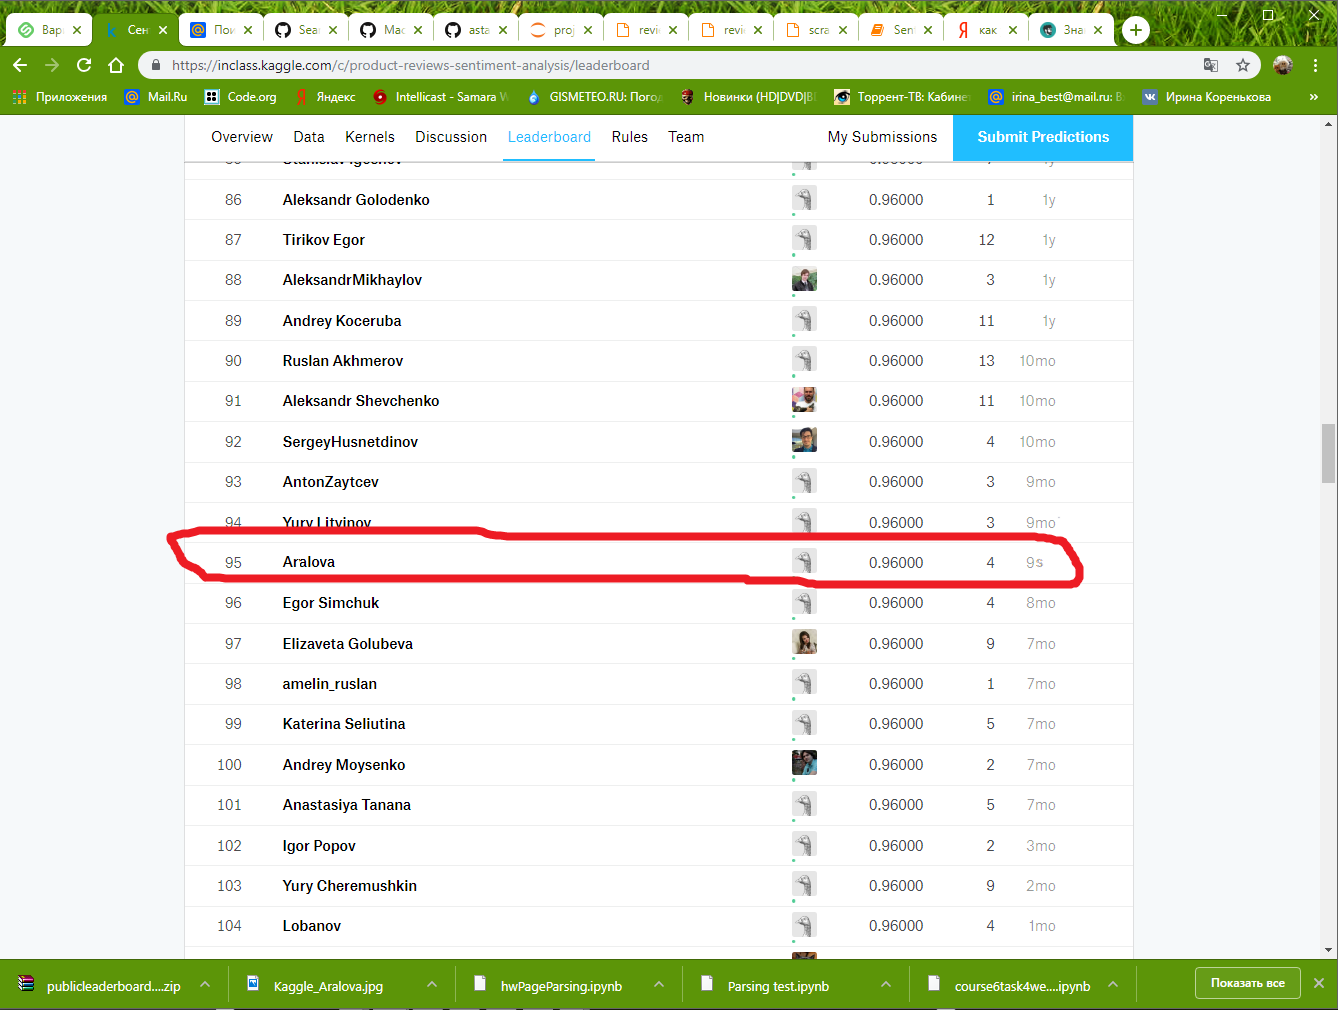 Вар
Сен
Пои
Sear
Mac
asta
proj
revie
revie
scra
Sen
как
Зна
https://inclass.kaggle.com/c/product-reviews-sentiment-analysis/leaderboard
Приложения Mail.Ru Code.org Яндекс Intellicast - Samara GISMETEO.RU: Пого Новинки (HD|DVD|B Торрент-ТВ: Кабине irina_best@mail.ru: Ирина Коренькова »
Overview Data Kernels Discussion Leaderboard Rules Team My Submissions Submit Predictions
86 Aleksandr Golodenko 0.96000 1 1y
87 Tirikov Egor 0.96000 12 1y
88 AleksandrMikhaylov 0.96000 3 1y
89 Andrey Koceruba 0.96000 11 1y
90 Ruslan Akhmerov 0.96000 13 10mo
91 Aleksandr Shevchenko 0.96000 11 10mo
92 SergeyHusnetdinov 0.96000 4 10mo
93 AntonZaytcev 0.96000 3 9mo
94 Yury Litvinov 0.96000 3 9mo
95 Aralova 0.96000 4 9s
96 Egor Simchuk 0.96000 4 8mo
97 Elizaveta Golubeva 0.96000 9 7mo
98 amelin_ruslan 0.96000 1 7mo
99 Katerina Seliutina 0.96000 5 7mo
100 Andrey Moysenko 0.96000 2 7mo
101 Anastasiya Tanana 0.96000 5 7mo
102 Igor Popov 0.96000 2 3mo
103 Yury Cheremushkin 0.96000 9 2mo
104 Lobanov 0.96000 4 1mo
publicleaderboard....zip Kaggle_Aralova.jpg hwPageParsing.ipynb Parsing test.ipynb course6task4we....ipynb Показать все